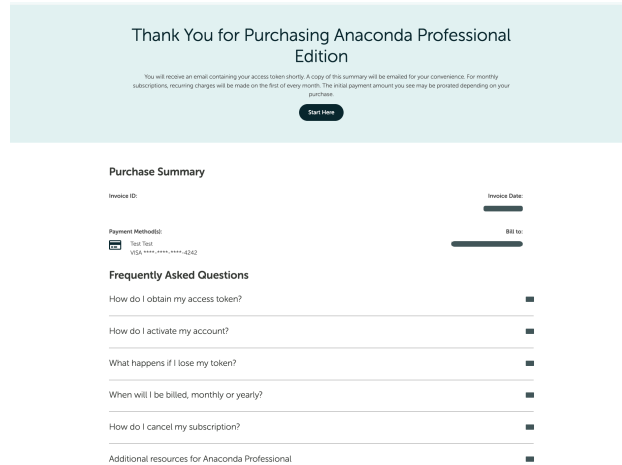 Thank You for Purchasing Anaconda Professional
Edition
You will receive an email containing your access token shortly. A copy of this summary will be emailed for your convenience. For monthly
subscriptions, recurring charges will be made on the first of every month. The initial payment amount you see may be prorated depending on your
purchase.
Start Here
Purchase Summary
Invoice ID:
Invoice Date:
Payment Method(s):
Bill to:
Test Test
VISA ****-****-****-4242
Frequently Asked Questions
How do I obtain my access token?
How do I activate my account?
What happens if I lose my token?
When will I be billed, monthly or yearly?
How do I cancel my subscription?
Additional resources for Anaconda Professional